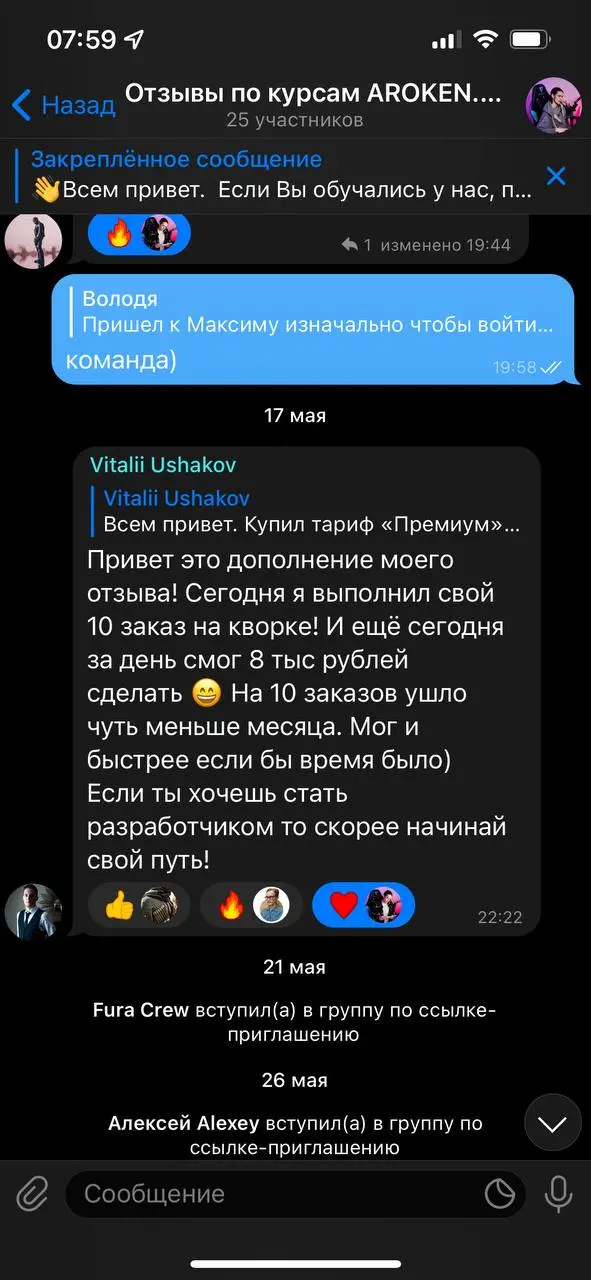 07:59
Назад
Отзывы по курсам AROKEN....
25 участников
Закреплённое сообщение
👋Всем привет. Если Вы обучались у нас, п...
1 изменено 19:44
Володя
Пришел к Максиму изначально чтобы войти...
команда)
19:58
17 мая
Vitalii Ushakov
Vitalii Ushakov
Всем привет. Купил тариф «Премиум»...
Привет это дополнение моего
отзыва! Сегодня я выполнил свой
10 заказ на кворке! И ещё сегодня
за день смог 8 тыс рублей
сделать 😄 На 10 заказов ушло
чуть меньше месяца. Мог и
быстрее если бы время было)
Если ты хочешь стать
разработчиком то скорее начинай
свой путь!
22:22
21 мая
Fura Crew вступил(а) в группу по ссылке-
приглашению
26 мая
Алексей Alexey вступил(а) в группу по
ссылке-приглашению
Сообщение